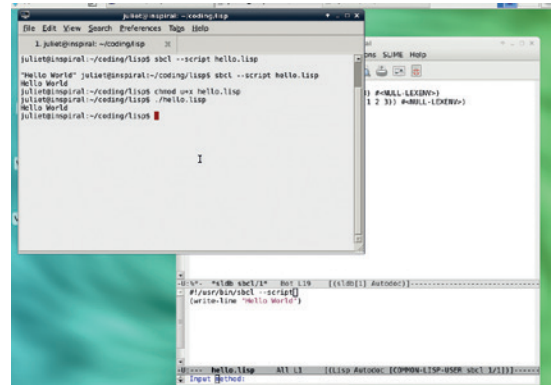 juliet@inspiral: ~/coding/lisp
File Edit View Search Preferences Tabs Help
1. juliet@inspiral: ~/coding/lisp
juliet@inspiral:~/coding/lisp$ sbcl --script hello.lisp
"Hello World" juliet@inspiral:~/coding/lisp$ sbcl --script hello.lisp
Hello World
juliet@inspiral:~/coding/lisp$ chmod u+x hello.lisp
juliet@inspiral:~/coding/lisp$ ./hello.lisp
Hello World
juliet@inspiral:~/coding/lisp$
ons SLIME Help
)) #<NULL-LEXENV>)
1 2 3)) #<NULL-LEXENV>)
*sldb sbcl/1* Bot L19 [(sldb[1] Autodoc)]
#!/usr/bin/sbcl --script
(write-line "Hello World")
hello.lisp All L1 [(Lisp Autodoc [COMMON-LISP-USER sbcl 1/1])]
Input Method: